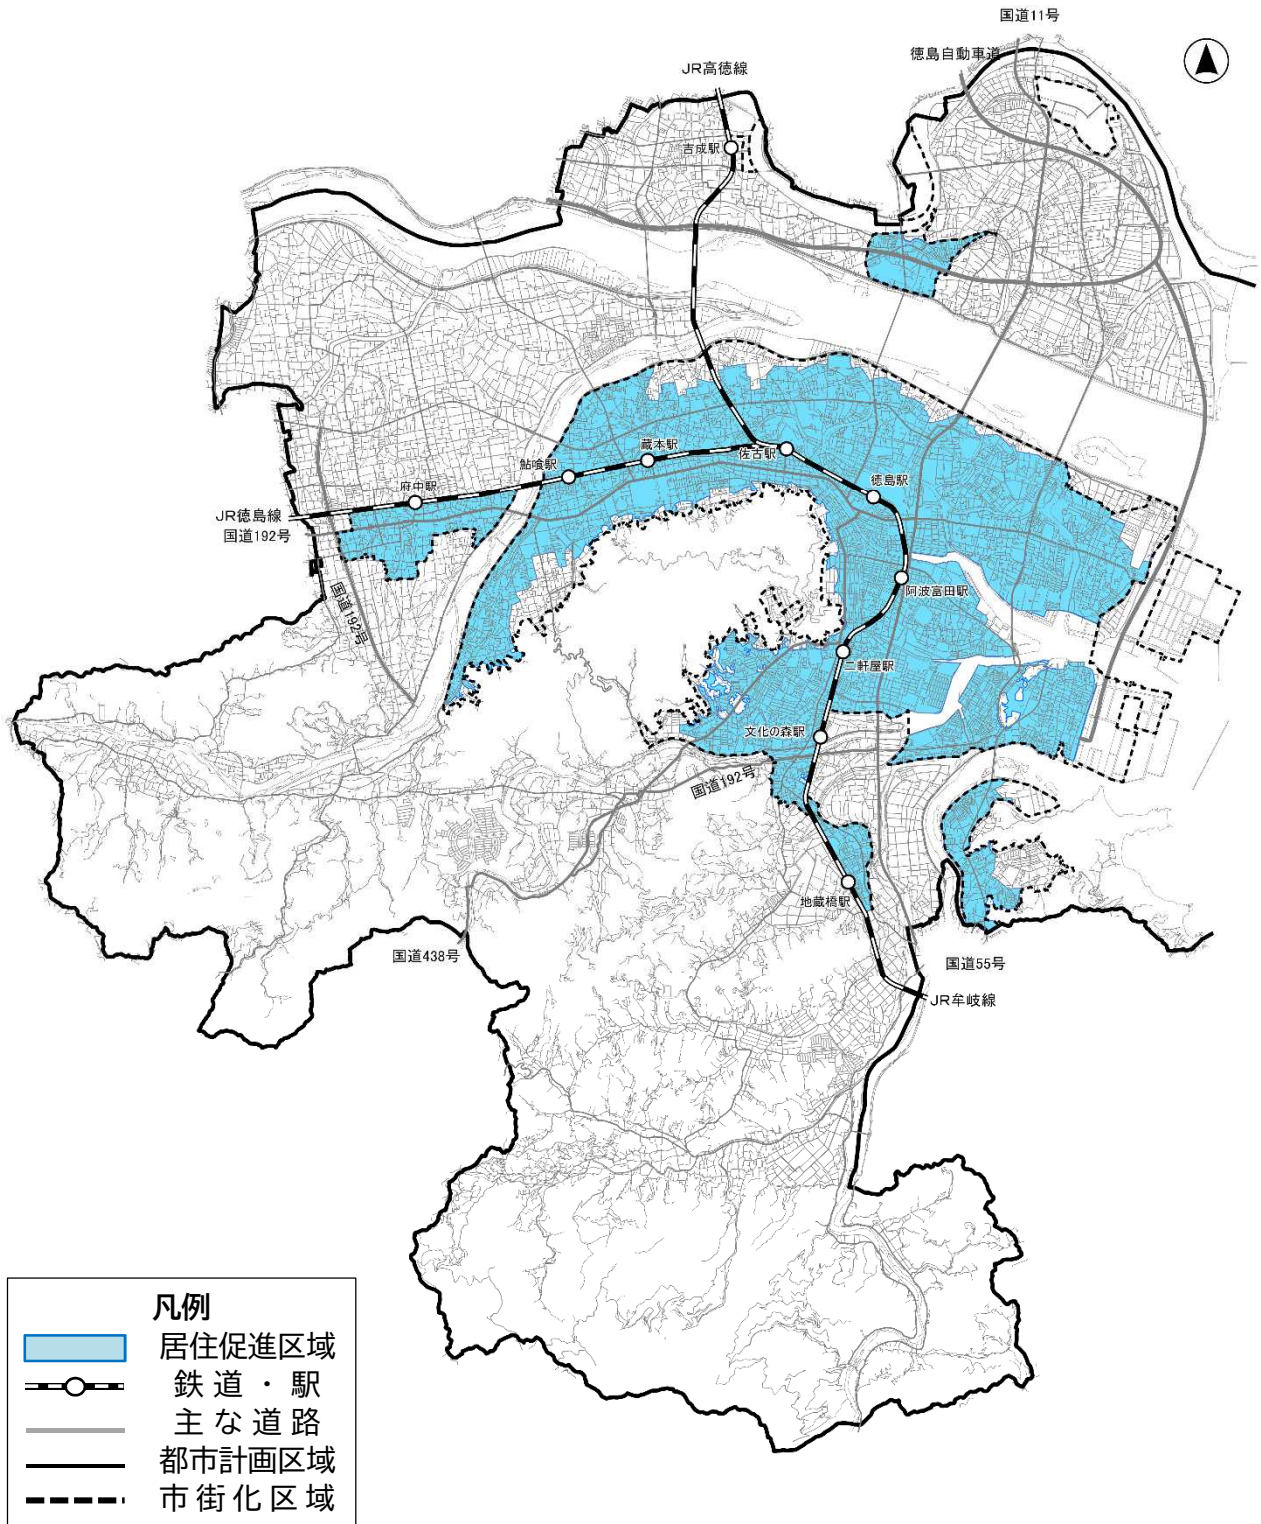 国道11号
徳島自動車道
JR高徳線
吉成駅
蔵本駅
佐古駅
鮎喰駅
府中駅
徳島駅
JR徳島線
国道192号
阿波富田駅
国道192号
二軒屋駅
文化の森駅
国道192号
地蔵橋駅
国道438号
国道55号
JR牟岐線
凡例
居住促進区域
鉄道・駅
主な道路
都市計画区域
市街化区域